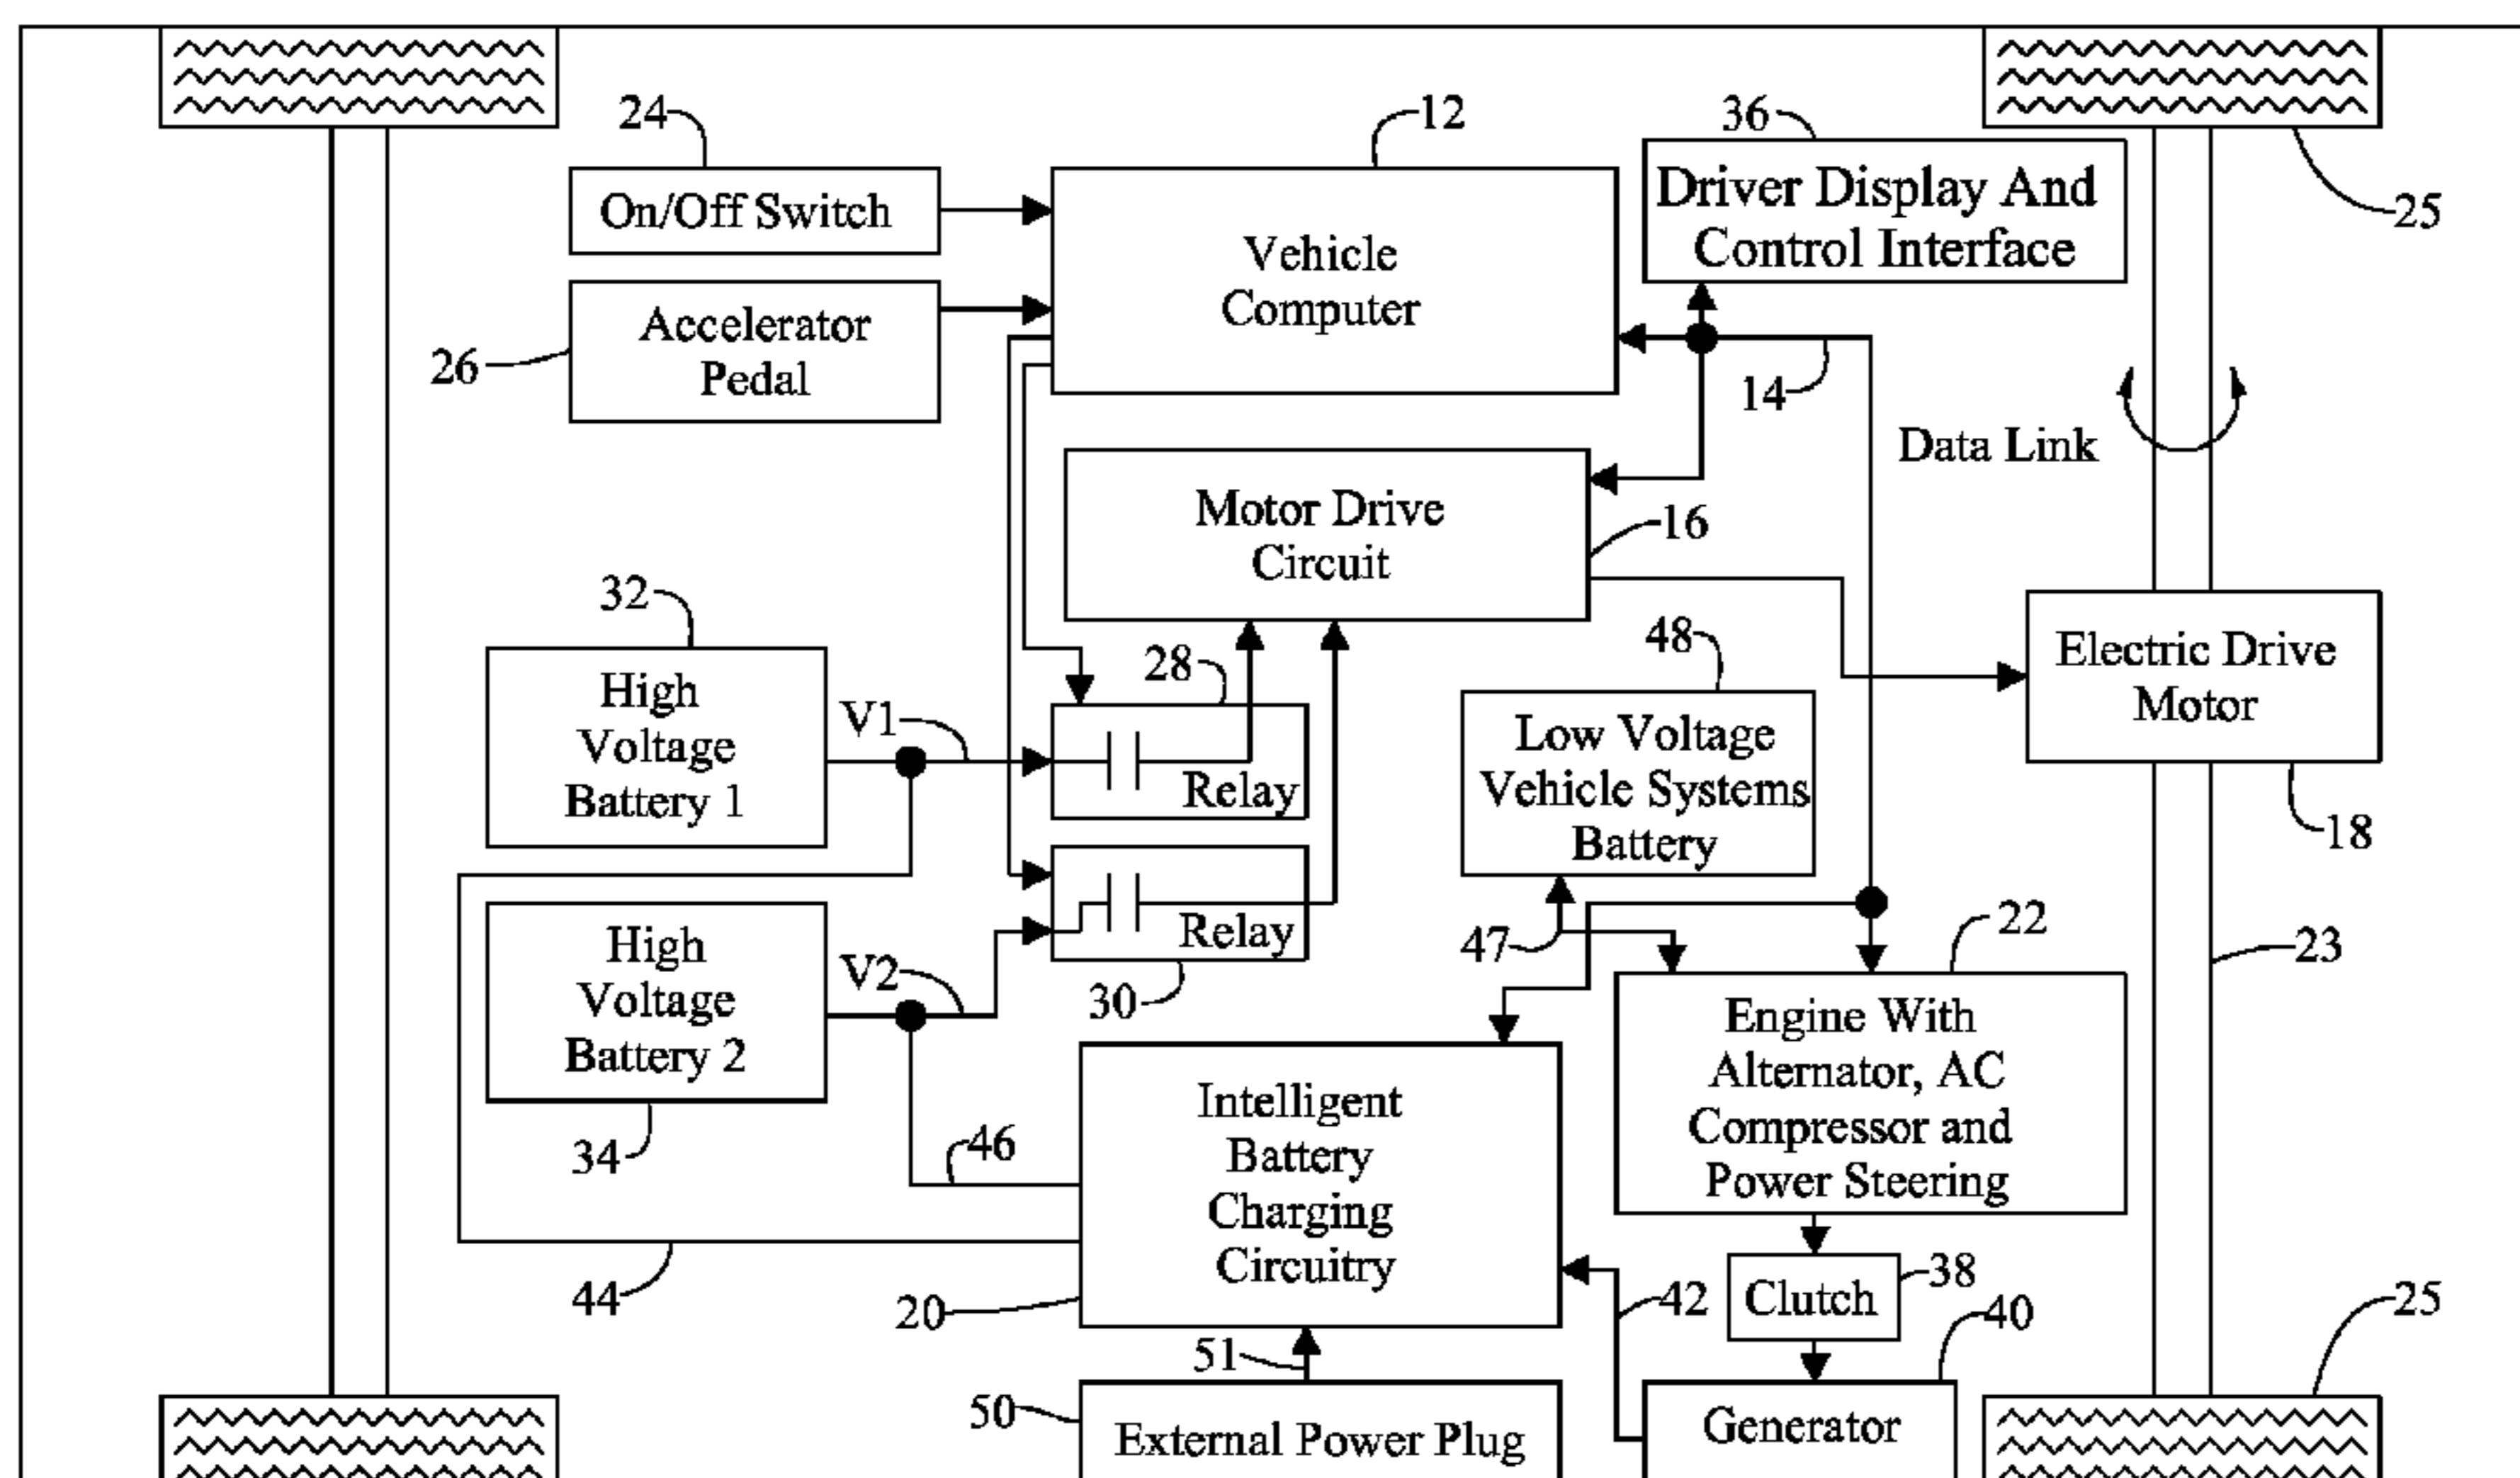 24
12
36
On/Off Switch
Driver Display And
Control Interface
25
Vehicle
Computer
Accelerator
Pedal
26
14
Data Link
Motor Drive
Circuit
16
32
28
48
Electric Drive
Motor
High
Voltage
Battery 1
V1
Relay
Low Voltage
Vehicle Systems
Battery
18
High
Voltage
Battery 2
V2
Relay
30
47
22
23
Engine With
Alternator, AC
Compressor and
Power Steering
34
46
Intelligent
Battery
Charging
Circuitry
44
20
42
Clutch
38
40
25
51
50
External Power Plug
Generator